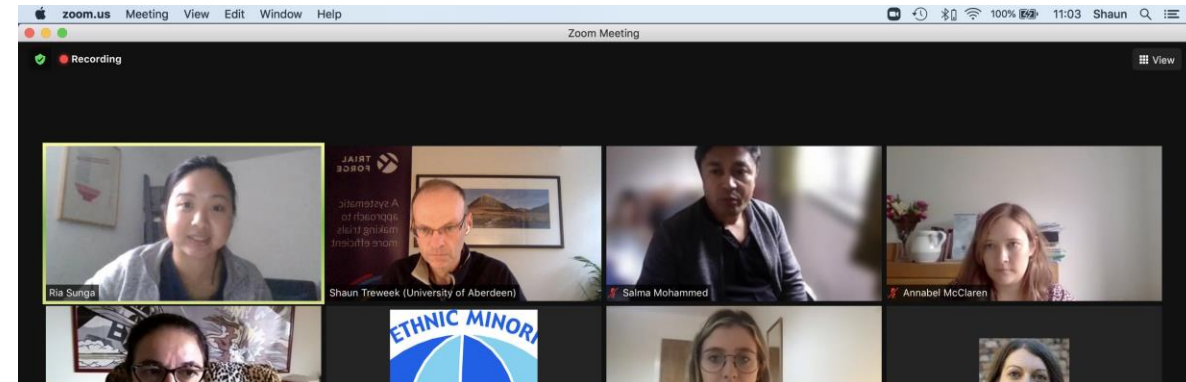 zoom.us Meeting View Edit Window Help 100% 11:03 Shaun
Zoom Meeting
Recording
View
TRIAL
FORGE
A systematic
approach to
making trials
more efficient
Ria Sunga
Shaun Treweek (University of Aberdeen)
Salma Mohammed
Annabel McClaren
ETHNIC MINORI